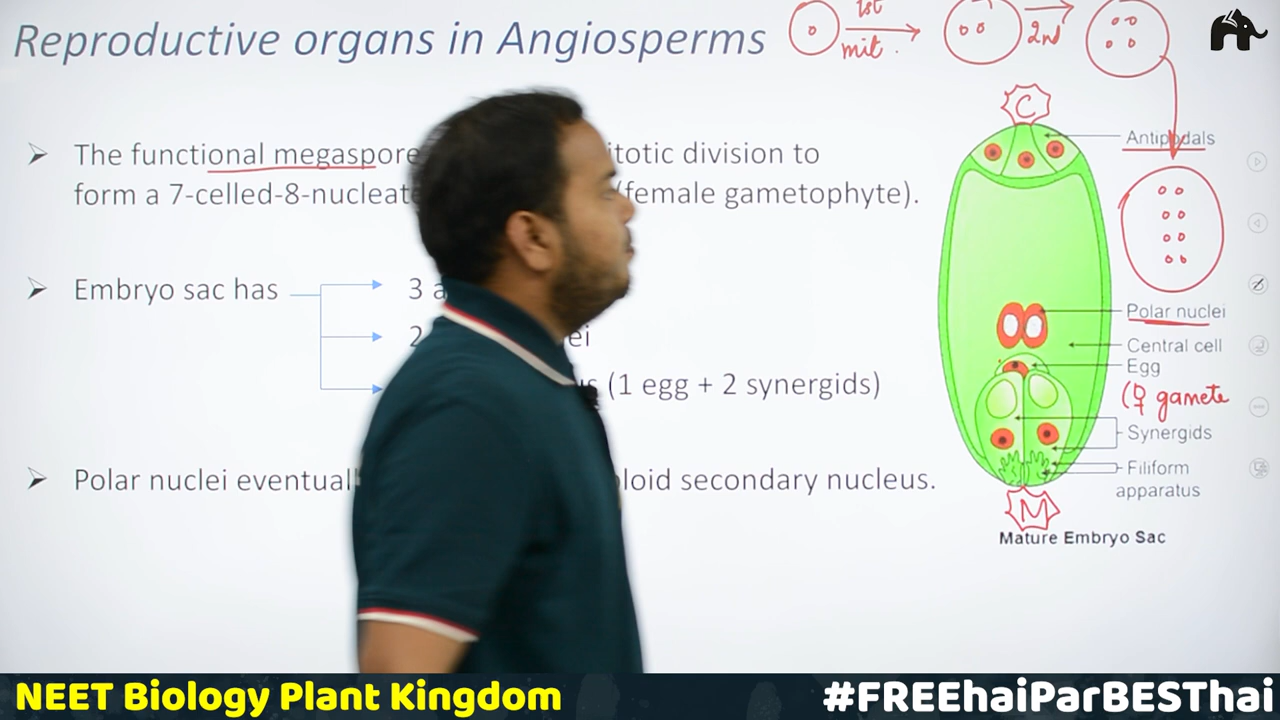 Reproductive organs in Angiosperms
1st
mit.
2nd
The functional megaspore itotic division to
form a 7-celled-8-nucleat (female gametophyte).
Embryo sac has
3 a
2 ei
s (1 egg + 2 synergids)
Polar nuclei eventual loid secondary nucleus.
C
Antipodals
Polar nuclei
Central cell
Egg
(♀ gamete
Synergids
Filiform
apparatus
M
Mature Embryo Sac
NEET Biology Plant Kingdom
#FREEhaiParBESThai